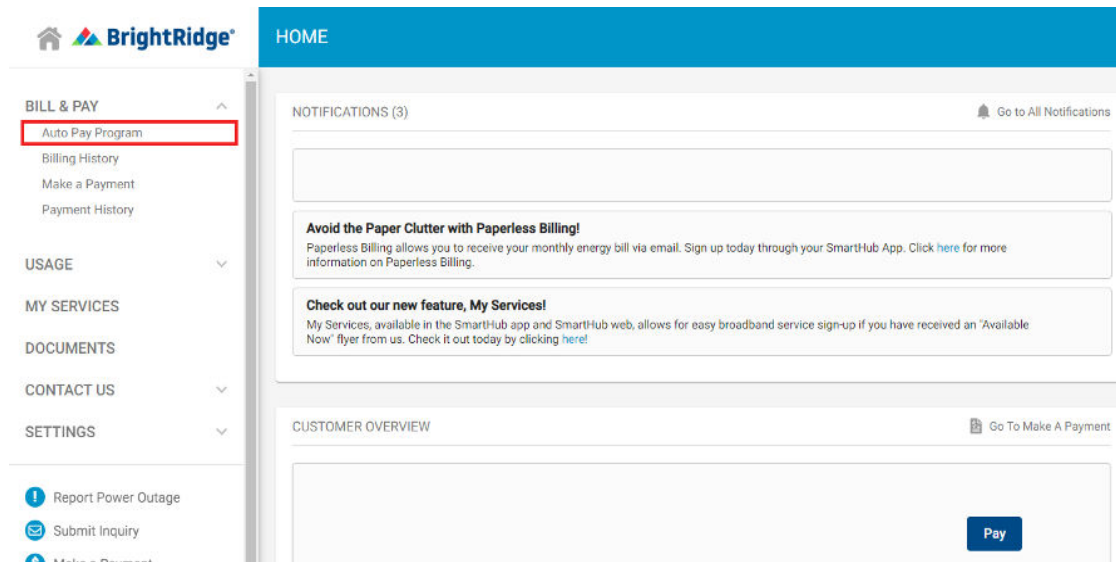 BrightRidge®
HOME
BILL & PAY
Auto Pay Program
Billing History
Make a Payment
Payment History
USAGE
MY SERVICES
DOCUMENTS
CONTACT US
SETTINGS
Report Power Outage
Submit Inquiry
Make a Payment
NOTIFICATIONS (3)
Go to All Notifications
Avoid the Paper Clutter with Paperless Billing!
Paperless Billing allows you to receive your monthly energy bill via email. Sign up today through your SmartHub App. Click here for more
information on Paperless Billing.
Check out our new feature, My Services!
My Services, available in the SmartHub app and SmartHub web, allows for easy broadband service sign-up if you have received an "Available
Now" flyer from us. Check it out today by clicking here!
CUSTOMER OVERVIEW
Go To Make A Payment
Pay